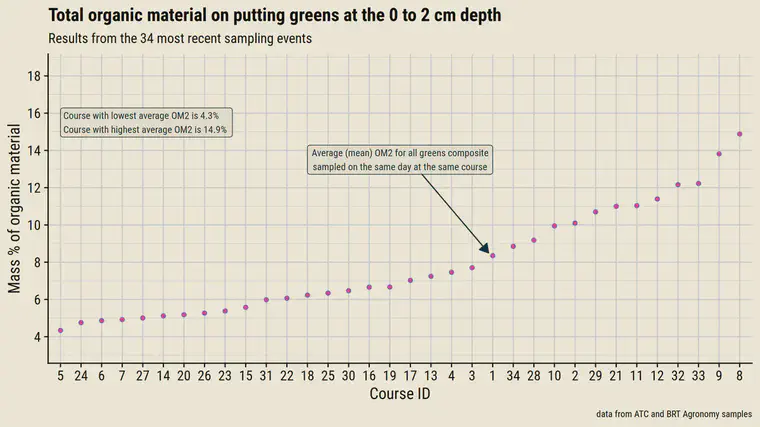 Total organic material on putting greens at the 0 to 2 cm depth
Results from the 34 most recent sampling events
Mass % of organic material
18
16
14
12
10
8
6
4
Course with lowest average OM2 is 4.3%
Course with highest average OM2 is 14.9%
Average (mean) OM2 for all greens composite
sampled on the same day at the same course
5 24 6 7 27 14 20 26 23 15 31 22 18 25 30 16 19 17 13 4 3 1 34 28 10 2 29 21 11 12 32 33 9 8
Course ID
data from ATC and BRT Agronomy samples